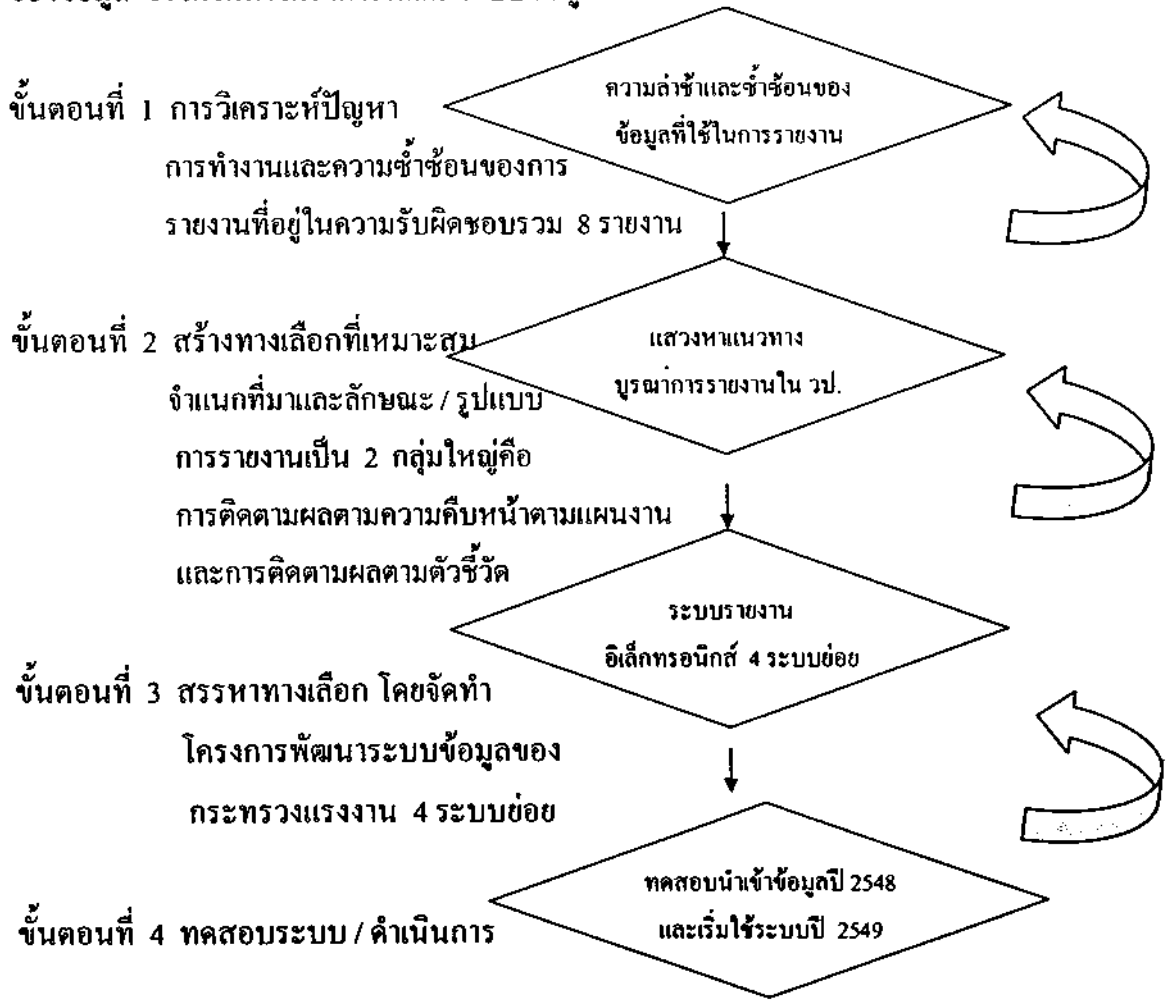 ขั้นตอนที่ 1 การวิเคราะห์ปัญหา
การทำงานและความซ้ำซ้อนของการ
รายงานที่อยู่ในความรับผิดชอบรวม 8 รายงาน
ความล่าช้าและซ้ำซ้อนของ
ข้อมูลที่ใช้ในการรายงาน
ขั้นตอนที่ 2 สร้างทางเลือกที่เหมาะสม
จำแนกที่มาและลักษณะ / รูปแบบ
การรายงานเป็น 2 กลุ่มใหญ่คือ
การติดตามผลตามความคืบหน้าตามแผนงาน
และการติดตามผลตามตัวชี้วัด
แสวงหาแนวทาง
บูรณาการรายงานใน วป.
ระบบรายงาน
อิเล็กทรอนิกส์ 4 ระบบย่อย
ขั้นตอนที่ 3 สรรหาทางเลือก โดยจัดทำ
โครงการพัฒนาระบบข้อมูลของ
กระทรวงแรงงาน 4 ระบบย่อย
ทดสอบนำเข้าข้อมูลปี 2548
และเริ่มใช้ระบบปี 2549
ขั้นตอนที่ 4 ทดสอบระบบ / ดำเนินการ